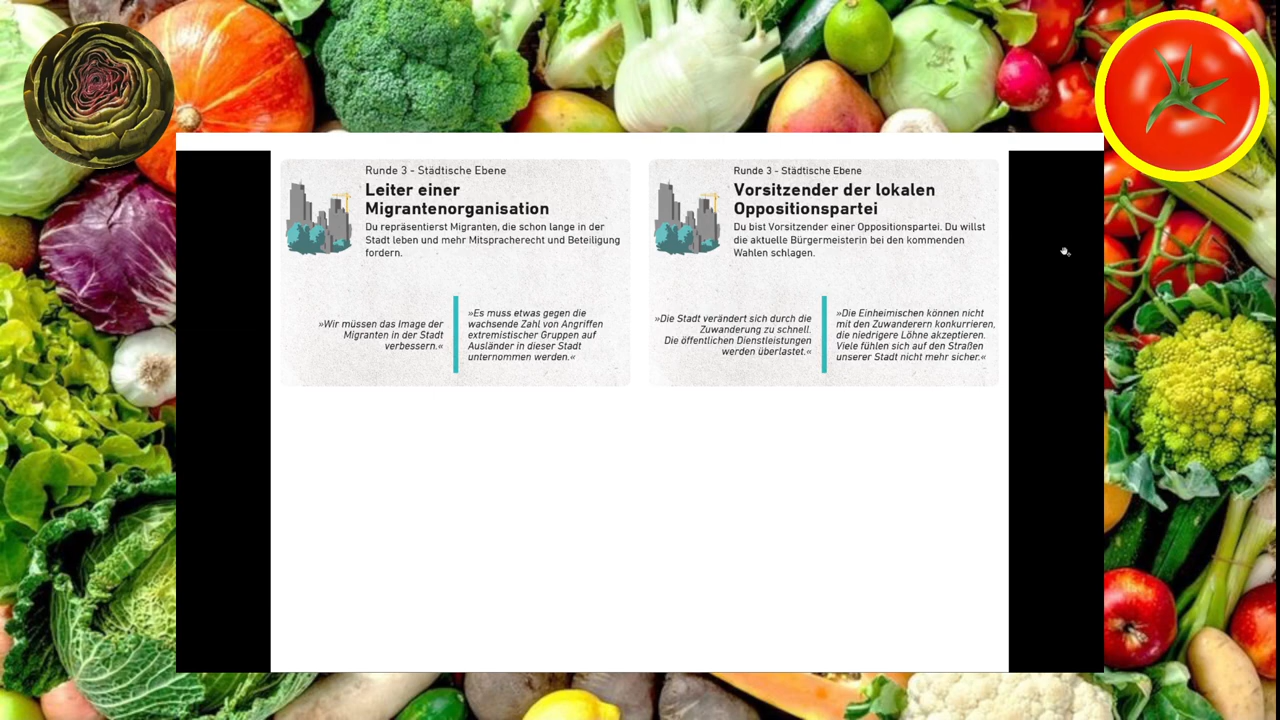 Runde 3 - Städtische Ebene
Leiter einer
Migrantenorganisation
Du repräsentierst Migranten, die schon lange in der
Stadt leben und mehr Mitspracherecht und Beteiligung
fordern.
»Wir müssen das Image der
Migranten in der Stadt
verbessern.«
»Es muss etwas gegen die
wachsende Zahl von Angriffen
extremistischer Gruppen auf
Ausländer in dieser Stadt
unternommen werden.«
Runde 3 - Städtische Ebene
Vorsitzender der lokalen
Oppositionspartei
Du bist Vorsitzender einer Oppositionspartei. Du willst
die aktuelle Bürgermeisterin bei den kommenden
Wahlen schlagen.
»Die Stadt verändert sich durch die
Zuwanderung zu schnell.
Die öffentlichen Dienstleistungen
werden überlastet.«
»Die Einheimischen können nicht
mit den Zuwanderern konkurrieren,
die niedrigere Löhne akzeptieren.
Viele fühlen sich auf den Straßen
unserer Stadt nicht mehr sicher.«